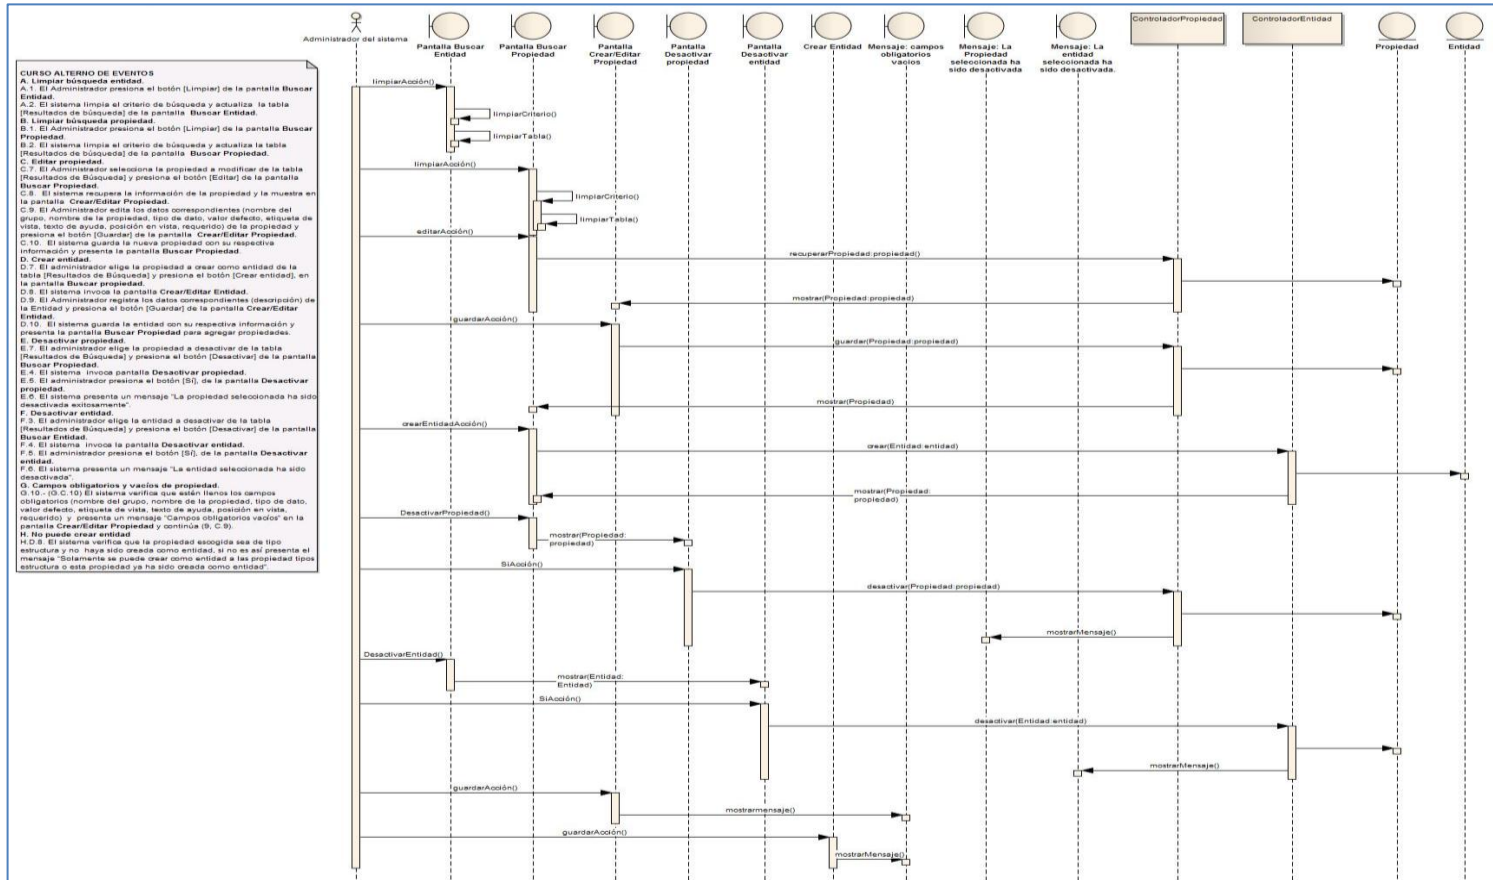 Administrador del sistema
Pantalla Buscar
Entidad
Pantalla Buscar
Propiedad
Pantalla
Crear/Editar
Propiedad
Pantalla
Desactivar
propiedad
Pantalla
Desactivar
entidad
Crear Entidad
Mensaje: campos
obligatorios
vacíos
Mensaje: La
Propiedad
seleccionada ha
sido desactivada
Mensaje: La
entidad
seleccionada ha
sido desactivada.
ControladorPropiedad
ControladorEntidad
Propiedad
Entidad
CURSO ALTERNO DE EVENTOS
A. Limpiar búsqueda entidad.
A.1. El Administrador presiona el botón [Limpiar] de la pantalla Buscar
Entidad.
A.2. El sistema limpia el criterio de búsqueda y actualiza la tabla
[Resultados de búsqueda] de la pantalla Buscar Entidad.
B. Limpiar búsqueda propiedad.
B.1. El Administrador presiona el botón [Limpiar] de la pantalla Buscar
Propiedad.
B.2. El sistema limpia el criterio de búsqueda y actualiza la tabla
[Resultados de búsqueda] de la pantalla Buscar Propiedad.
C. Editar propiedad.
C.7. El Administrador selecciona la propiedad a modificar de la tabla
[Resultados de Búsqueda] y presiona el botón [Editar] de la pantalla
Buscar Propiedad.
C.8. El sistema recupera la información de la propiedad y la muestra en
la pantalla Crear/Editar Propiedad.
C.9. El Administrador edita los datos correspondientes (nombre del
grupo, nombre de la propiedad, tipo de dato, valor defecto, etiqueta de
vista, texto de ayuda, posición en vista, requerido) de la propiedad y
presiona el botón [Guardar] de la pantalla Crear/Editar Propiedad.
C.10. El sistema guarda la nueva propiedad con su respectiva
información y presenta la pantalla Buscar Propiedad.
D. Crear entidad.
D.7. El administrador elige la propiedad a crear como entidad de la
tabla [Resultados de Búsqueda] y presiona el botón [Crear entidad], en
la pantalla Buscar propiedad.
D.8. El sistema invoca la pantalla Crear/Editar Entidad.
D.9. El Administrador registra los datos correspondientes (descripción) de
la Entidad y presiona el botón [Guardar] de la pantalla Crear/Editar
Entidad.
D.10. El sistema guarda la entidad con su respectiva información y
presenta la pantalla Buscar Propiedad para agregar propiedades.
E. Desactivar propiedad.
E.7. El administrador elige la propiedad a desactivar de la tabla
[Resultados de Búsqueda] y presiona el botón [Desactivar] de la pantalla
Buscar Propiedad.
E.4. El sistema invoca pantalla Desactivar propiedad.
E.5. El administrador presiona el botón [Sí], de la pantalla Desactivar
propiedad.
E.6. El sistema presenta un mensaje "La propiedad seleccionada ha sido
desactivada exitosamente".
F. Desactivar entidad.
F.3. El administrador elige la entidad a desactivar de la tabla
[Resultados de Búsqueda] y presiona el botón [Desactivar] de la pantalla
Buscar Entidad.
F.4. El sistema invoca la pantalla Desactivar entidad.
F.5. El administrador presiona el botón [Sí], de la pantalla Desactivar
entidad.
F.6. El sistema presenta un mensaje "La entidad seleccionada ha sido
desactivada".
G. Campos obligatorios y vacíos de propiedad.
G.10.- (G.C.10) El sistema verifica que estén llenos los campos
obligatorios (nombre del grupo, nombre de la propiedad, tipo de dato,
valor defecto, etiqueta de vista, texto de ayuda, posición en vista,
requerido) y presenta un mensaje "Campos obligatorios vacíos" en la
pantalla Crear/Editar Propiedad y continúa (9, C.9).
H. No puede crear entidad
H.D.8. El sistema verifica que la propiedad escogida sea de tipo
estructura y no haya sido creada como entidad, si no es así presenta el
mensaje "Solamente se puede crear como entidad a las propiedad tipos
estructura o esta propiedad ya ha sido creada como entidad".
limpiarAcción()
limpiarCriterio()
limpiarTabla()
limpiarAcción()
limpiarCriterio()
limpiarTabla()
editarAcción()
recuperarPropiedad:propiedad()
mostrar(Propiedad:propiedad)
guardarAcción()
guardar(Propiedad:propiedad)
mostrar(Propiedad)
crearEntidadAcción()
crear(Entidad:entidad)
mostrar(Propiedad:
propiedad)
DesactivarPropiedad()
mostrar(Propiedad:
propiedad)
SiAcción()
desactivar(Propiedad:propiedad)
mostrarMensaje()
DesactivarEntidad()
mostrar(Entidad:
Entidad)
SiAcción()
desactivar(Entidad:entidad)
mostrarMensaje()
guardarAcción()
mostrarmensaje()
guardarAcción()
mostrarMensaje()